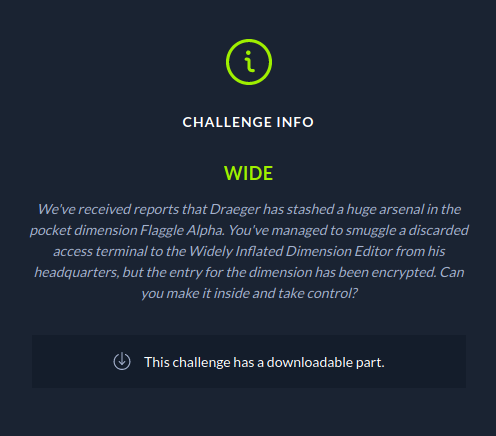 CHALLENGE INFO
WIDE
We've received reports that Draeger has stashed a huge arsenal in the
pocket dimension Flaggle Alpha. You've managed to smuggle a discarded
access terminal to the Widely Inflated Dimension Editor from his
headquarters, but the entry for the dimension has been encrypted. Can
you make it inside and take control?
This challenge has a downloadable part.